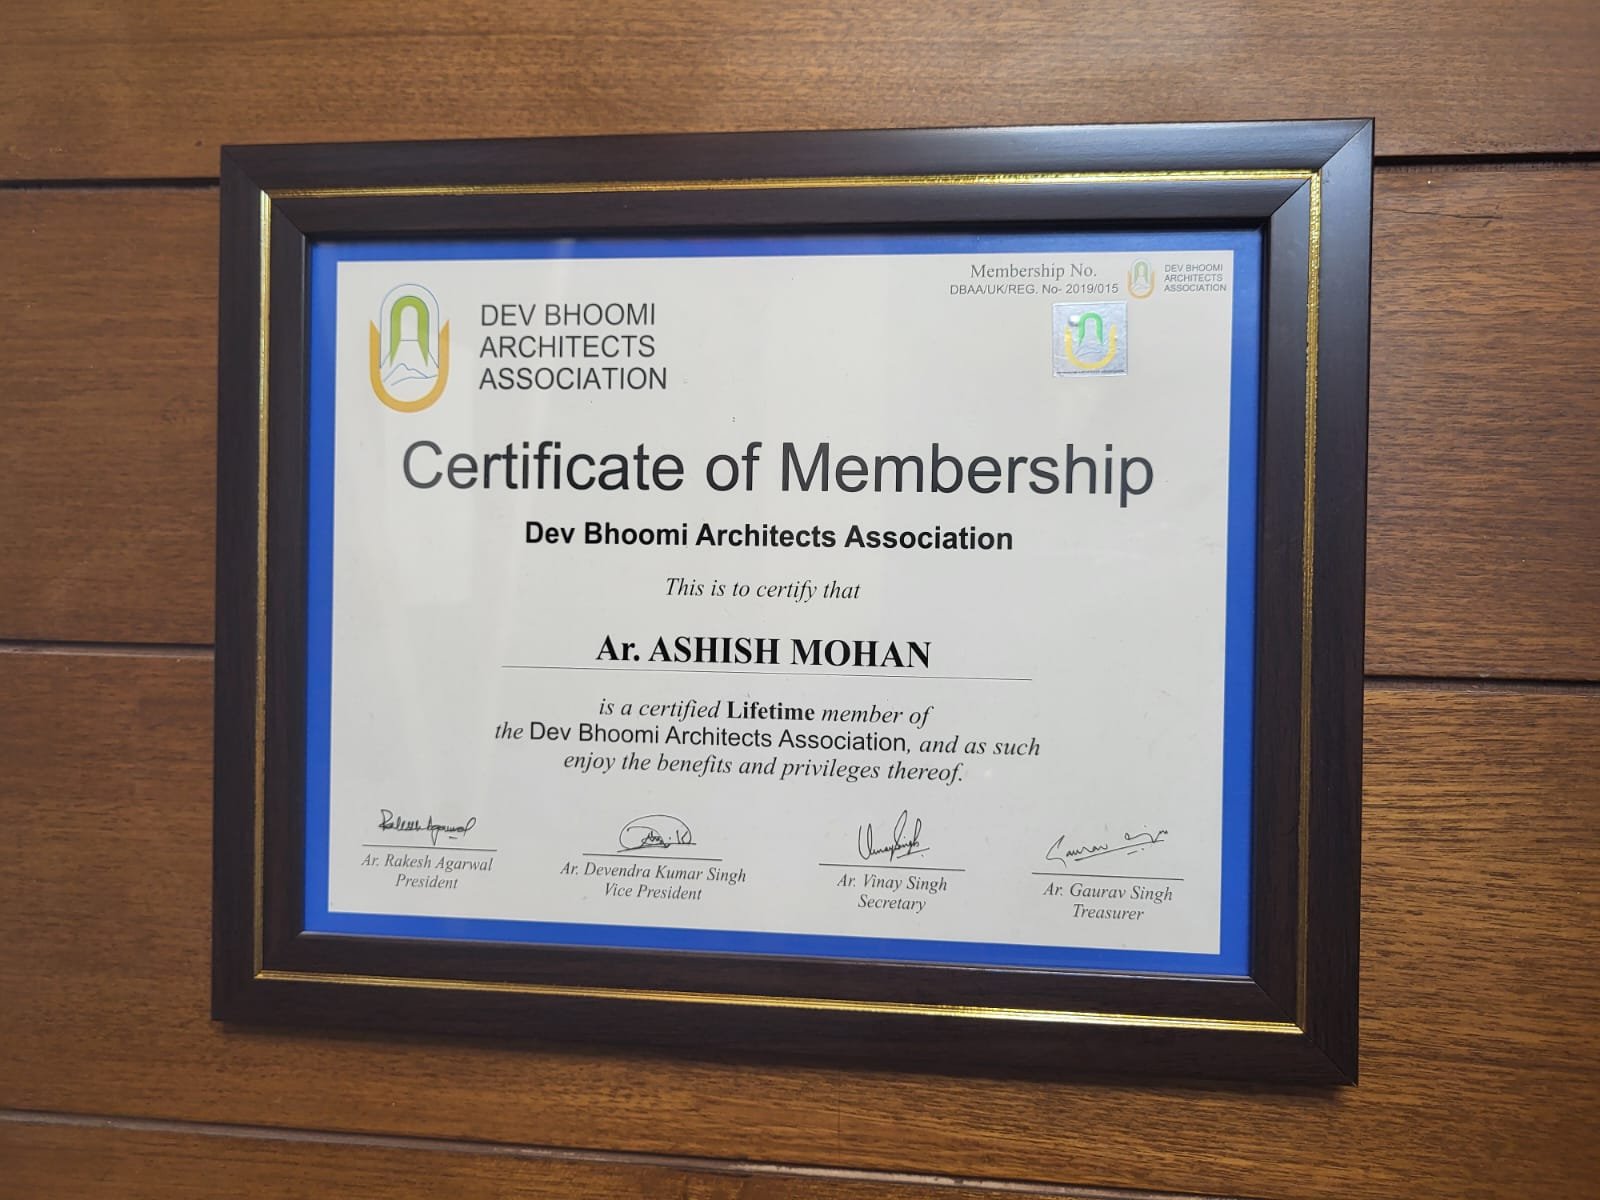 DEV BHOOMI
ARCHITECTS
ASSOCIATION
Membership No.
DBAA/UK/REG. No- 2019/015
DEV BHOOMI
ARCHITECTS
ASSOCIATION
Certificate of Membership
Dev Bhoomi Architects Association
This is to certify that
Ar. ASHISH MOHAN
is a certified Lifetime member of
the Dev Bhoomi Architects Association, and as such
enjoy the benefits and privileges thereof.
Ar. Rakesh Agarwal
President
Ar. Devendra Kumar Singh
Vice President
Ar. Vinay Singh
Secretary
Ar. Gaurav Singh
Treasurer